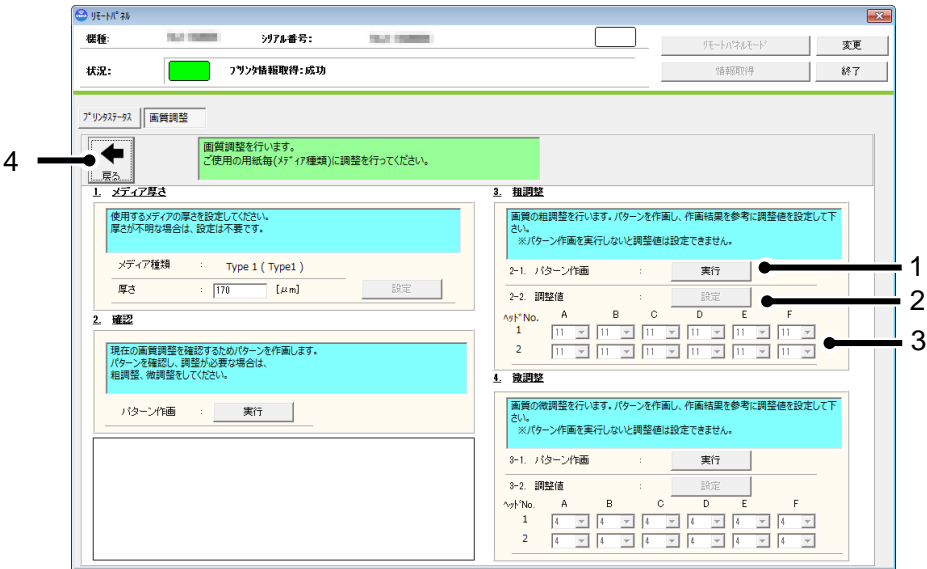 リモートパネル
機種:
シリアル番号:
リモートパネルモード
変更
状況:
プリンタ情報取得:成功
情報取得
終了
プリンタステータス
画質調整
戻る
画質調整を行います。
ご使用の用紙毎(メディア種類)に調整を行ってください。
4
1. メディア厚さ
使用するメディアの厚さを設定してください。
厚さが不明な場合は、設定は不要です。
メディア種類 : Type 1 ( Type1 )
厚さ : 170 [μm] 設定
2. 確認
現在の画質調整を確認するためパターンを作画します。
パターンを確認し、調整が必要な場合は、
粗調整、微調整をしてください。
パターン作画 : 実行
3. 粗調整
画質の粗調整を行います。パターンを作画し、作画結果を参考に調整値を設定して下
さい。
※パターン作画を実行しないと調整値は設定できません。
2-1. パターン作画 : 実行
1
2-2. 調整値 : 設定
2
ヘッドNo. A B C D E F
1 11 11 11 11 11 11
2 11 11 11 11 11 11
3
4. 微調整
画質の微調整を行います。パターンを作画し、作画結果を参考に調整値を設定して下
さい。
※パターン作画を実行しないと調整値は設定できません。
3-1. パターン作画 : 実行
3-2. 調整値 : 設定
ヘッドNo. A B C D E F
1 4 4 4 4 4 4
2 4 4 4 4 4 4